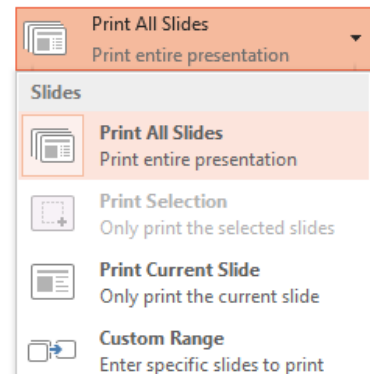 Print All Slides
Print entire presentation
Slides
Print All Slides
Print entire presentation
Print Selection
Only print the selected slides
Print Current Slide
Only print the current slide
Custom Range
Enter specific slides to print